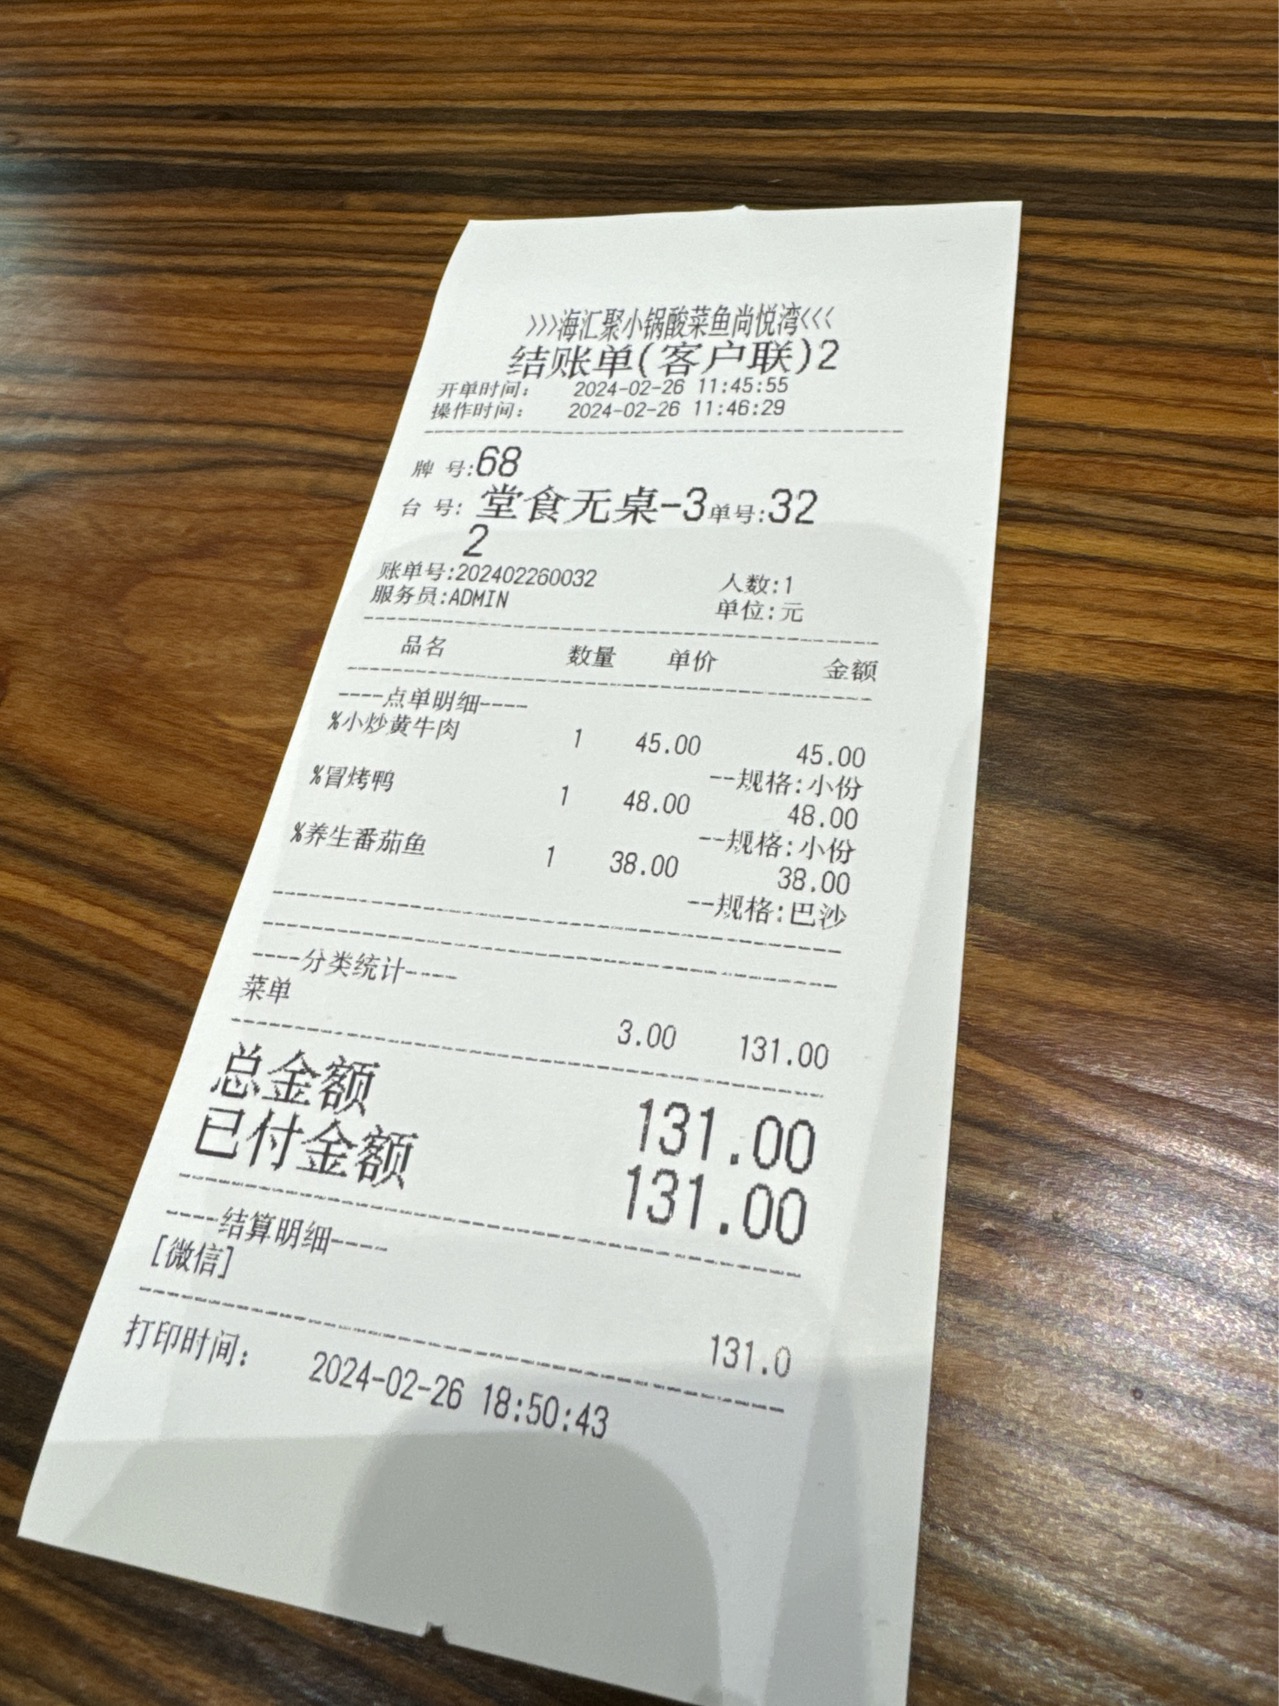 >>>海汇聚小锅酸菜鱼尚悦湾<<<
结账单(客户联)2
开单时间: 2024-02-26 11:45:55
操作时间: 2024-02-26 11:46:29
牌 号:68
台 号: 堂食无桌-3单号:32
2
账单号:202402260032 人数:1
服务员:ADMIN 单位:元
品名 数量 单价 金额
----点单明细----
%小炒黄牛肉 1 45.00 45.00
--规格:小份
%冒烤鸭 1 48.00 48.00
--规格:小份
%养生番茄鱼 1 38.00 38.00
--规格:巴沙
----分类统计----
菜单 3.00 131.00
总金额 131.00
已付金额 131.00
----结算明细----
[微信] 131.0
打印时间: 2024-02-26 18:50:43